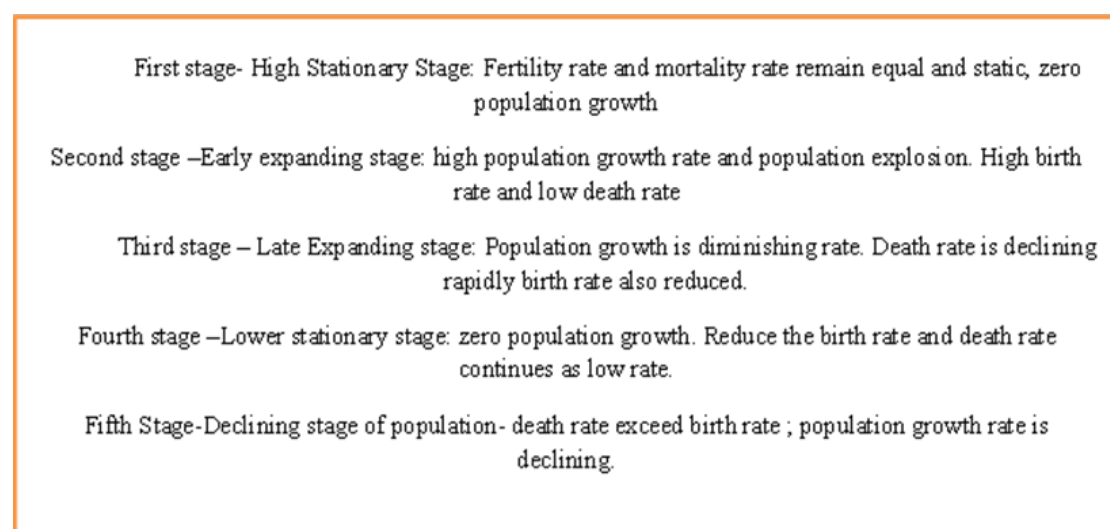 First stage- High Stationary Stage: Fertility rate and mortality rate remain equal and static, zero
population growth
Second stage –Early expanding stage: high population growth rate and population explosion. High birth
rate and low death rate
Third stage – Late Expanding stage: Population growth is diminishing rate. Death rate is declining
rapidly birth rate also reduced.
Fourth stage –Lower stationary stage: zero population growth. Reduce the birth rate and death rate
continues as low rate.
Fifth Stage-Declining stage of population- death rate exceed birth rate ; population growth rate is
declining.